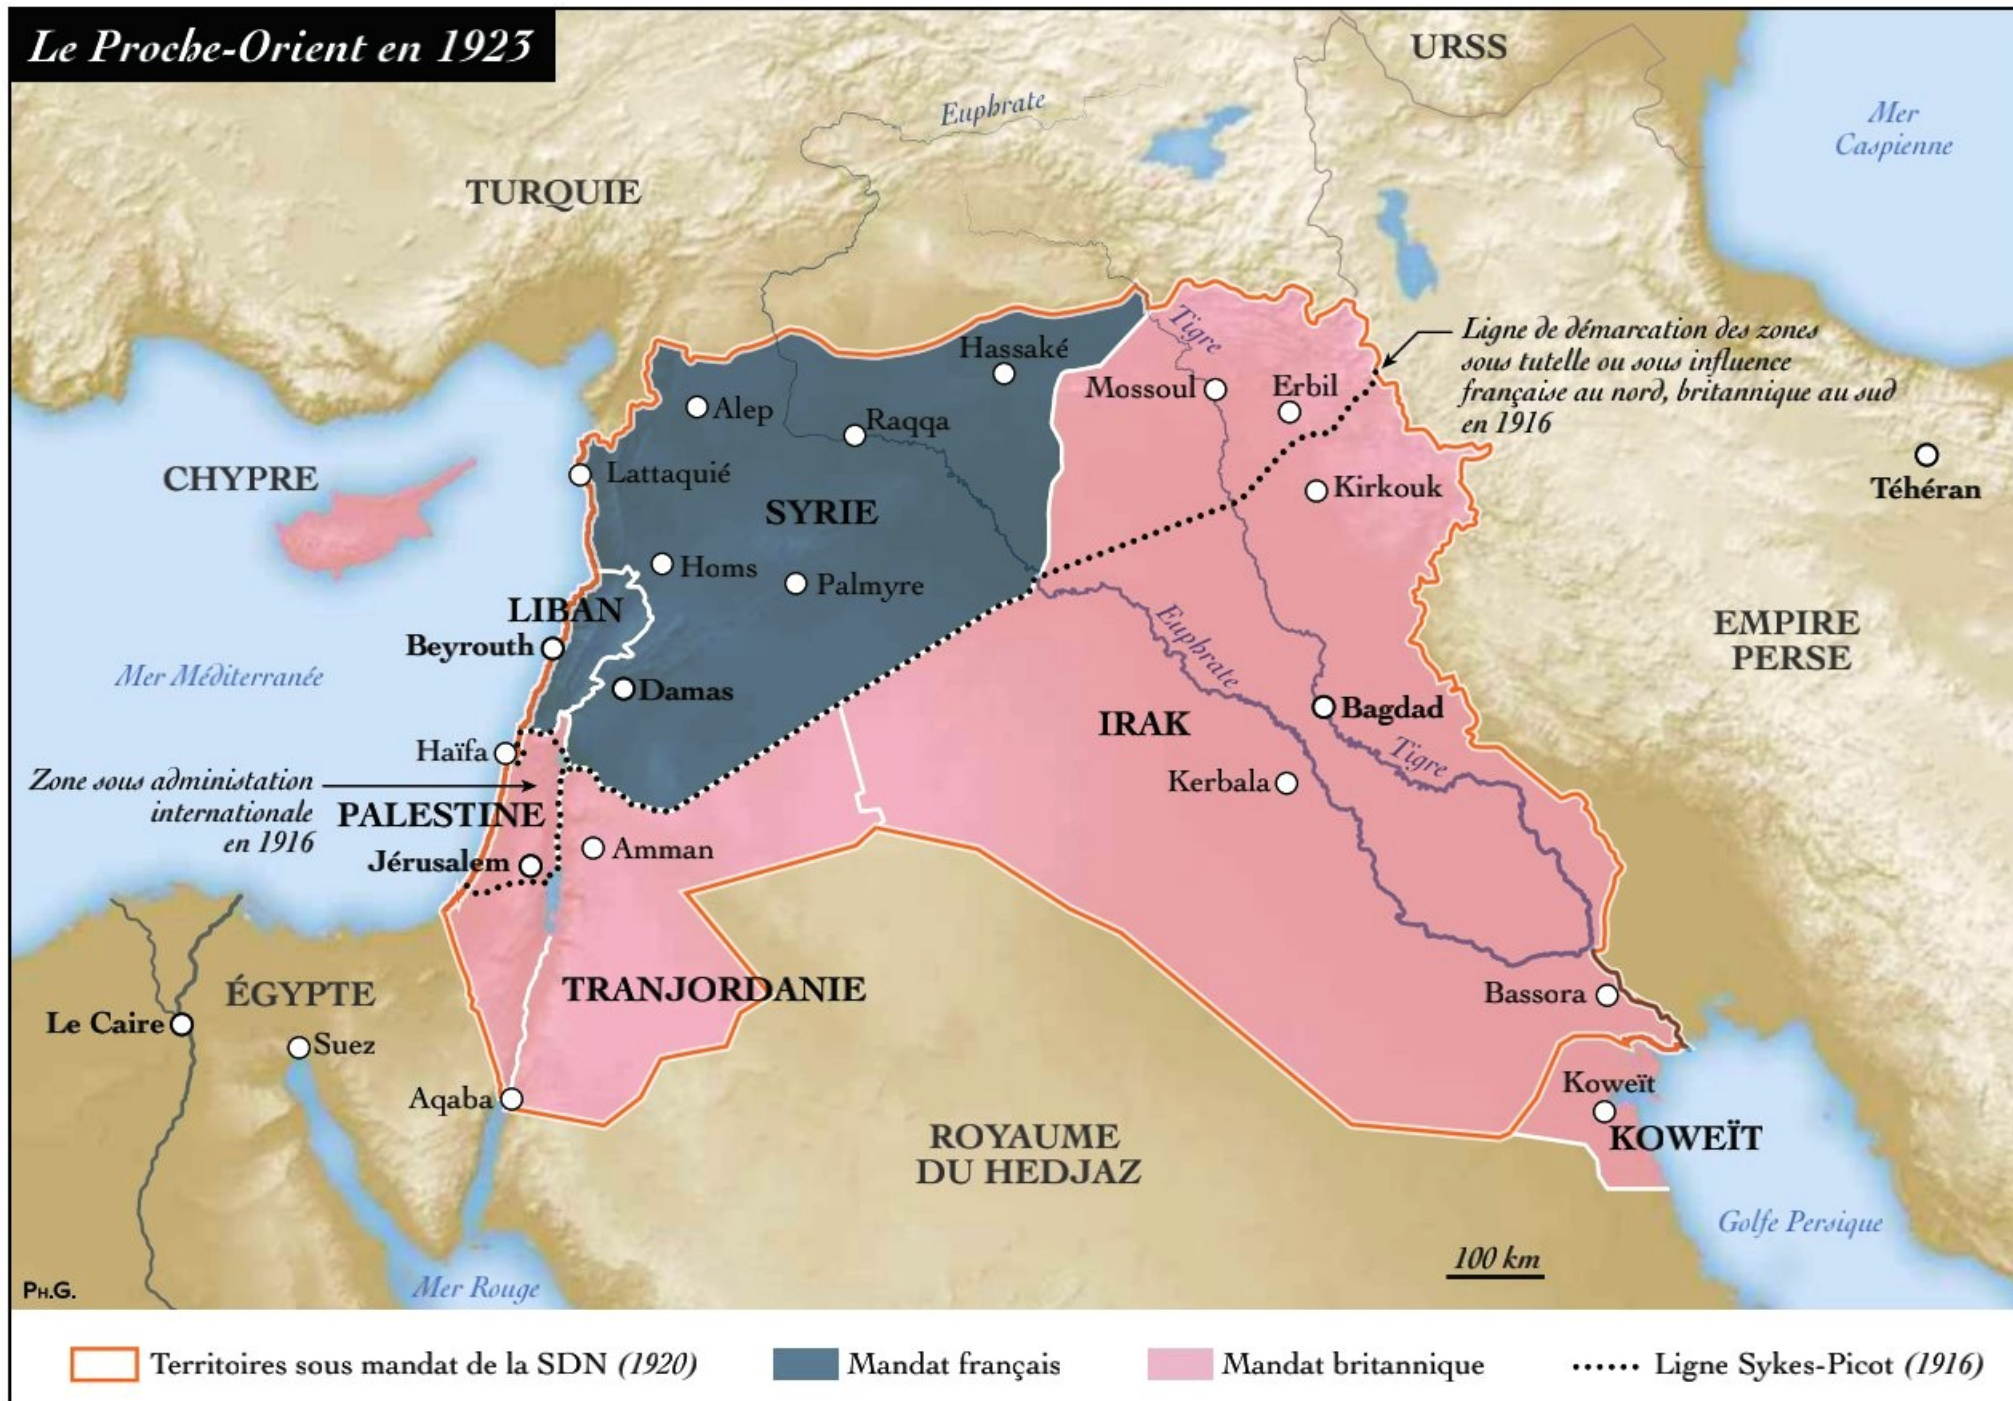 Le Proche-Orient en 1923
URSS
Mer
Caspienne
Euphrate
TURQUIE
Tigre
Ligne de démarcation des zones
sous tutelle ou sous influence
française au nord, britannique au sud
en 1916
Hassaké
Mossoul
Erbil
Alep
Raqqa
CHYPRE
Lattaquié
Kirkouk
Téhéran
SYRIE
Homs
Palmyre
LIBAN
Beyrouth
Euphrate
EMPIRE
PERSE
Mer Méditerranée
Damas
IRAK
Bagdad
Haïfa
Tigre
Zone sous administation
internationale
en 1916
Kerbala
PALESTINE
Jérusalem
Amman
ÉGYPTE
TRANJORDANIE
Bassora
Le Caire
Suez
Koweït
Aqaba
KOWEÏT
ROYAUME
DU HEDJAZ
Golfe Persique
100 km
Mer Rouge
PH.G.
Territoires sous mandat de la SDN (1920)
Mandat français
Mandat britannique
Ligne Sykes-Picot (1916)